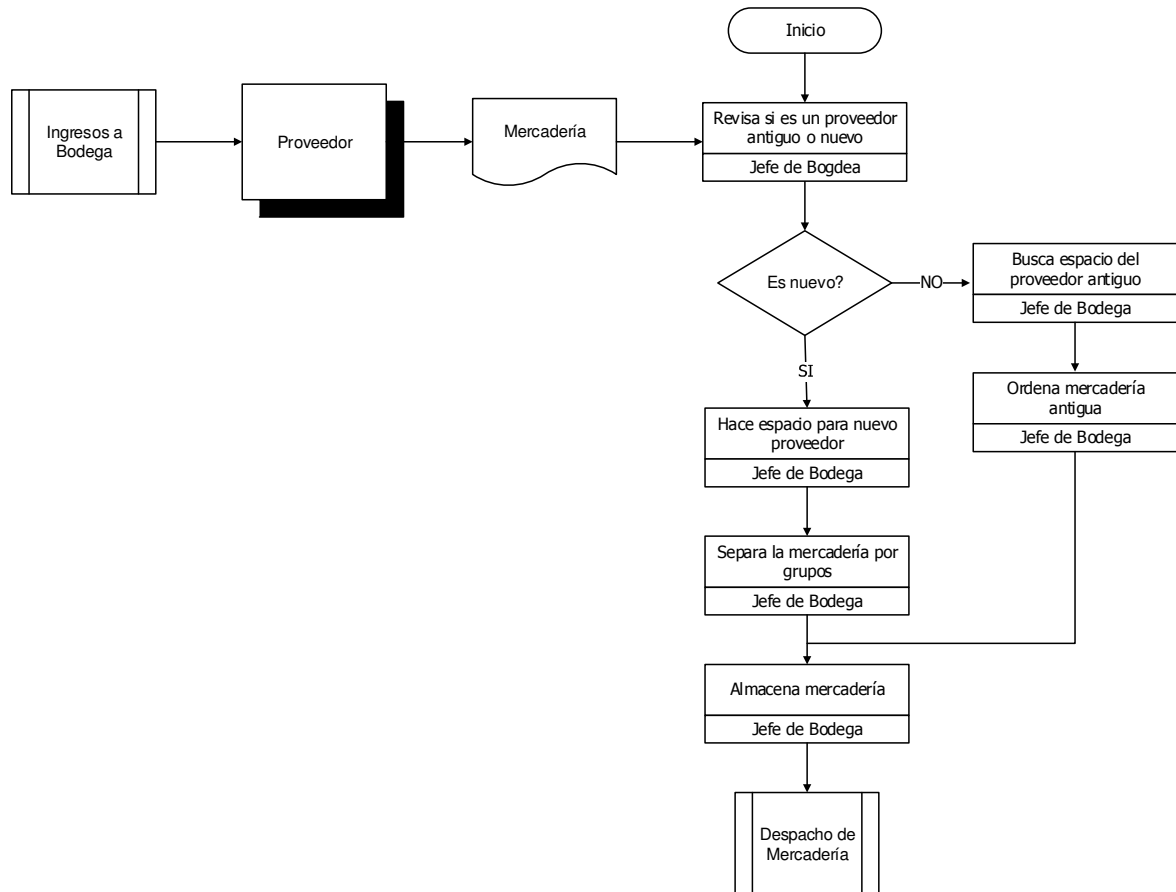 Inicio
Ingresos a
Bodega
Proveedor
Mercadería
Revisa si es un proveedor
antiguo o nuevo
Jefe de Bogdea
Es nuevo?
NO
Busca espacio del
proveedor antiguo
Jefe de Bodega
SI
Ordena mercadería
antigua
Jefe de Bodega
Hace espacio para nuevo
proveedor
Jefe de Bodega
Separa la mercadería por
grupos
Jefe de Bodega
Almacena mercadería
Jefe de Bodega
Despacho de
Mercadería